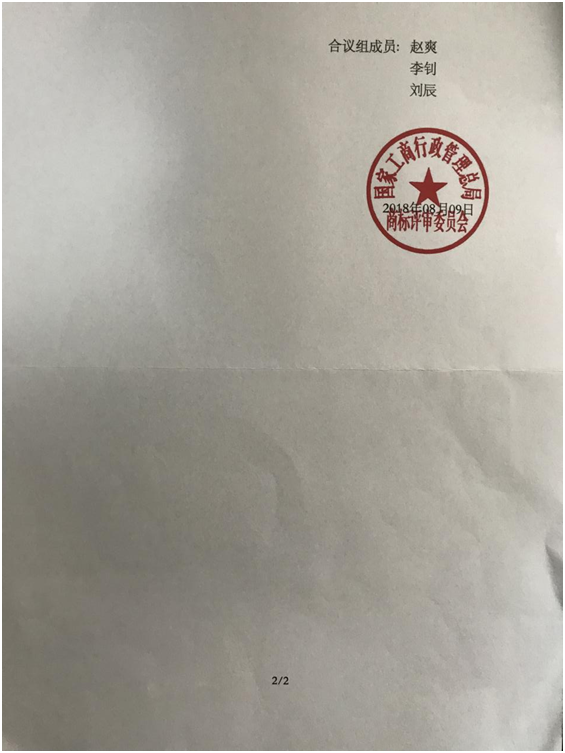 合议组成员: 赵爽
李钊
刘辰
国家工商行政管理总局
2018年08月09日
商标评审委员会
2/2